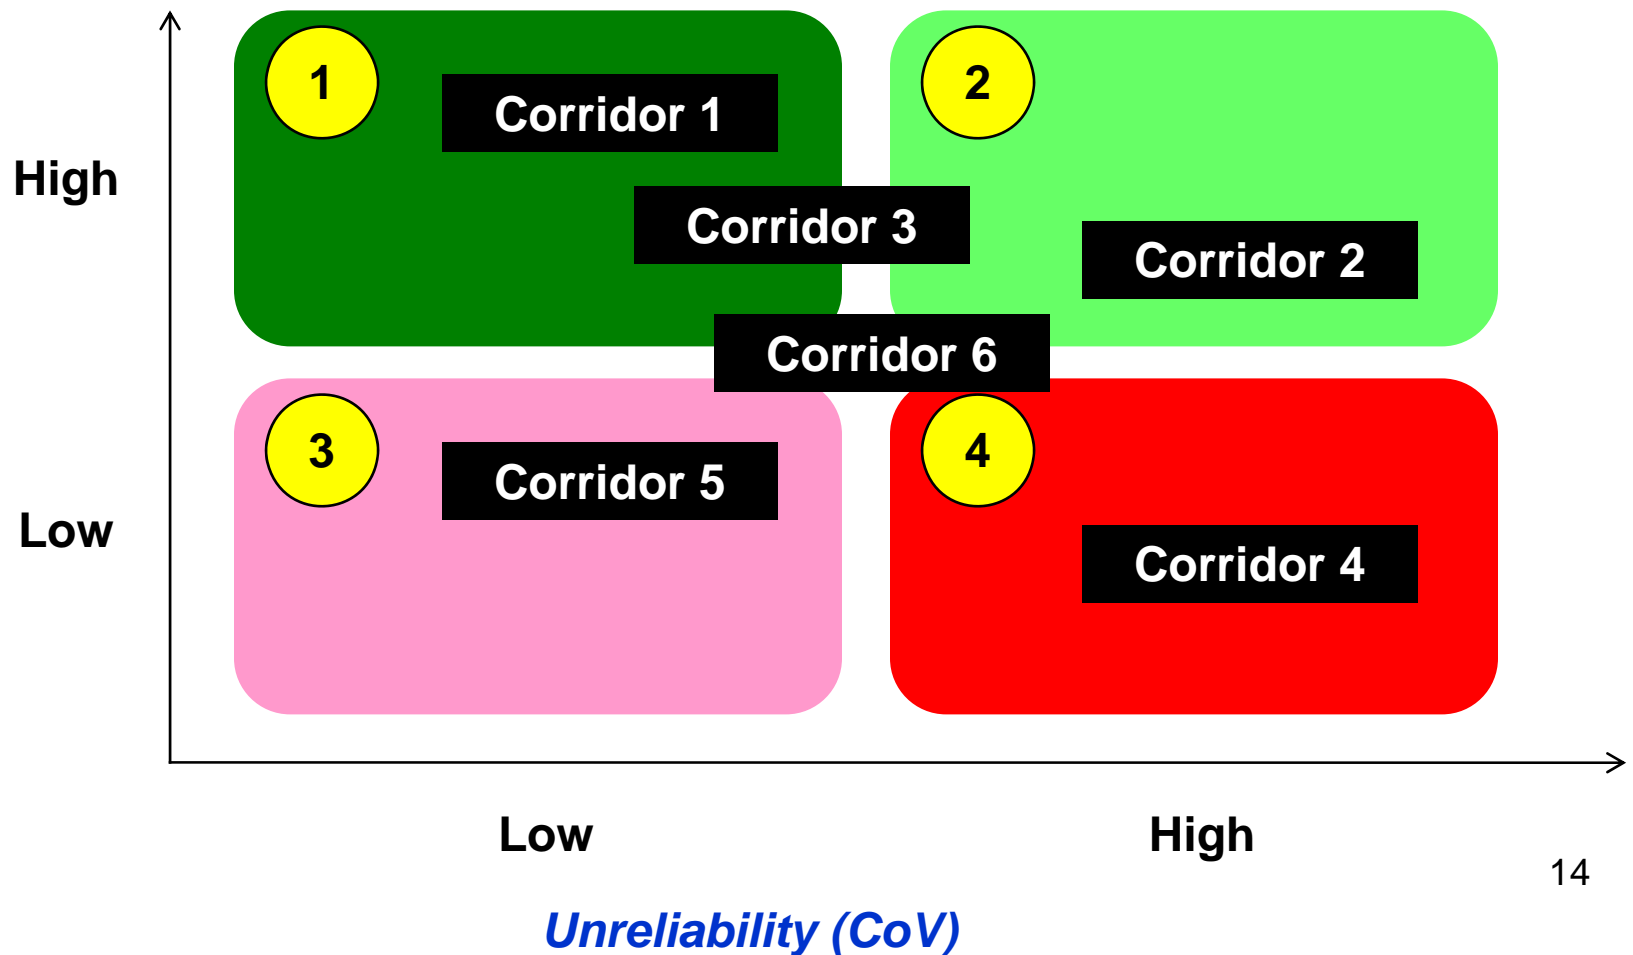 1
Corridor 1
2
High
Corridor 3
Corridor 2
Corridor 6
3
Corridor 5
4
Low
Corridor 4
Low
High
14
Unreliability (CoV)